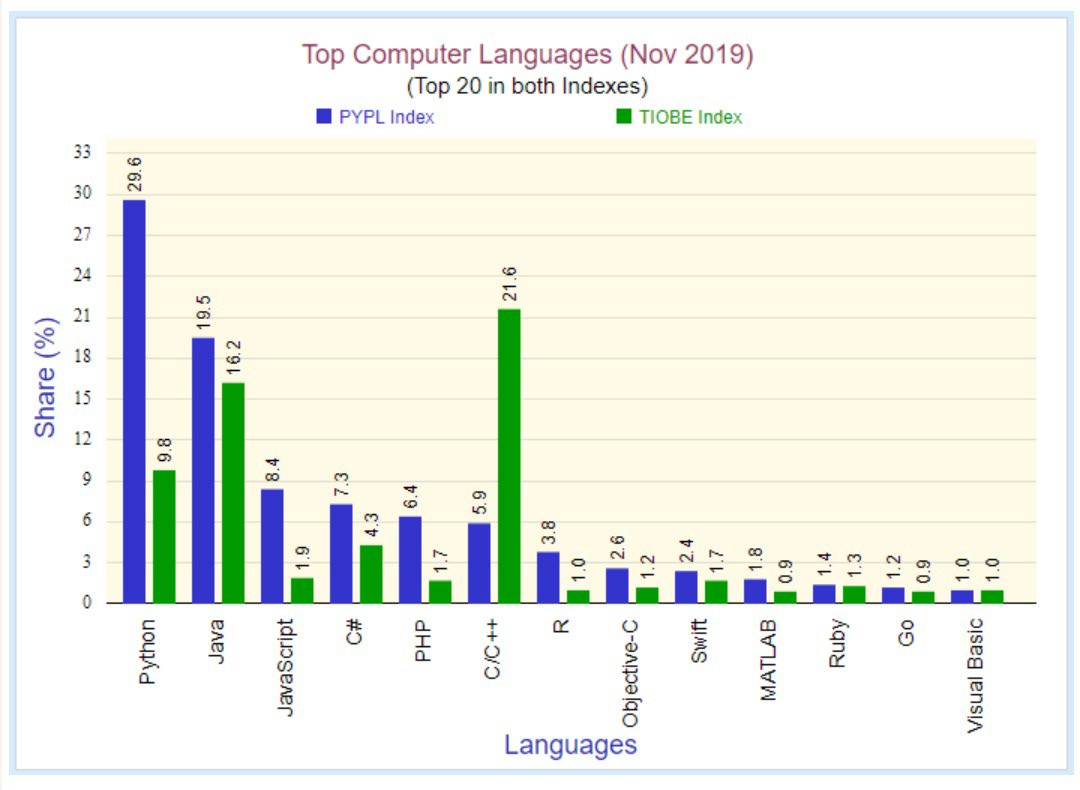 Top Computer Languages (Nov 2019)
(Top 20 in both Indexes)
PYPL Index TIOBE Index
Share (%)
33
30
27
24
21
18
15
12
9
6
3
0
29.6 9.8 19.5 16.2 8.4 1.9 7.3 4.3 6.4 1.7 5.9 21.6 3.8 1.0 2.6 1.2 2.4 1.7 1.8 0.9 1.4 1.3 1.2 0.9 1.0 1.0
Python Java JavaScript C# PHP C/C++ R Objective-C Swift MATLAB Ruby Go Visual Basic
Languages